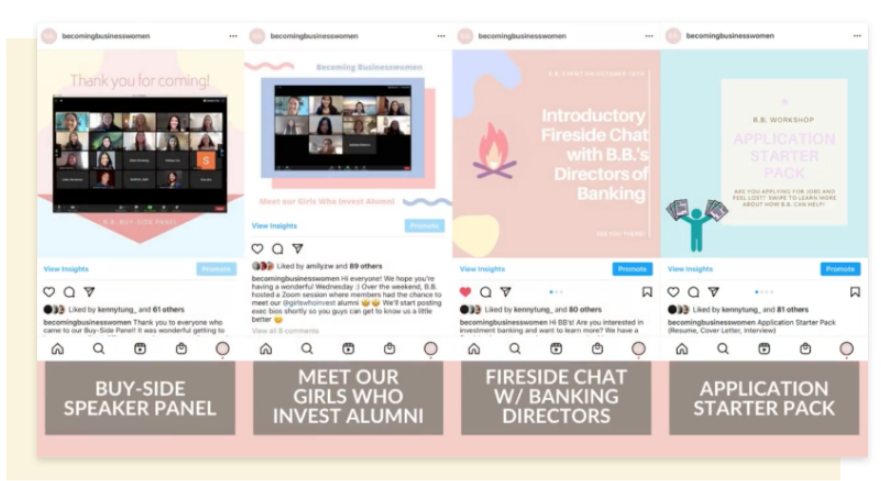 becomingbusinesswomen
Thank you for coming!
S
B.B. BUY-SIDE PANEL
View Insights
Promote
Liked by kennytung_ and 61 others
becomingbusinesswomen Thank you to everyone who
came to our Buy-Side Panel! It was wonderful getting to
BUY-SIDE
SPEAKER PANEL
becomingbusinesswomen
Becoming Businesswomen
Meet our Girls Who Invest Alumni
View Insights
Promote
Liked by amilyzw and 89 others
becomingbusinesswomen Hi everyone! We hope you're
having a wonderful Wednesday :) Over the weekend, B.B.
hosted a Zoom session where members had the chance to
meet our @girlswhoinvest alumni 😄 😄 We'll start posting
exec bios shortly so you guys can get to know us a little
better 😄
View all 8 comments
MEET OUR
GIRLS WHO
INVEST ALUMNI
becomingbusinesswomen
B.B. EVENT ON OCTOBER 16TH
Introductory
Fireside Chat
with B.B.'s
Directors of
Banking
SEE YOU THERE!
View Insights
Promote
Liked by kennytung_ and 80 others
becomingbusinesswomen Hi BB's! Are you interested in
investment banking and want to learn more? We have a
FIRESIDE CHAT
W/ BANKING
DIRECTORS
becomingbusinesswomen
B.B. WORKSHOP
APPLICATION
STARTER
PACK
ARE YOU APPLYING FOR JOBS AND
FEEL LOST? SWIPE TO LEARN MORE
ABOUT HOW B.B. CAN HELP!
View Insights
Promote
Liked by kennytung_ and 81 others
becomingbusinesswomen Application Starter Pack
(Resume, Cover Letter, Interview)
APPLICATION
STARTER PACK